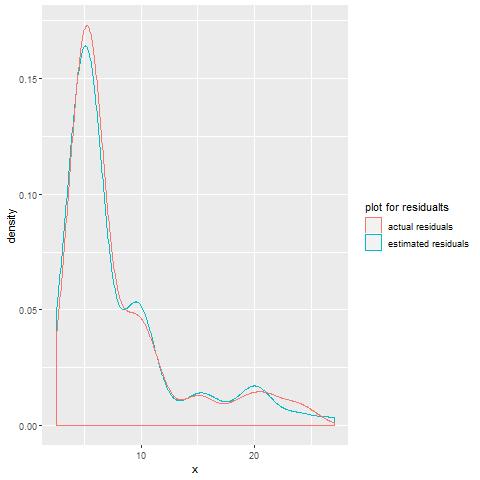 0.15
0.10
0.05
0.00
density
10 20
x
plot for residualts
actual residuals
estimated residuals